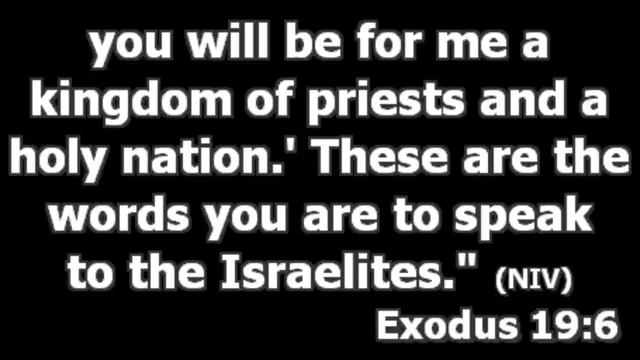 you will be for me a
kingdom of priests and a
holy nation.' These are the
words you are to speak
to the Israelites." (NIV)
Exodus 19:6